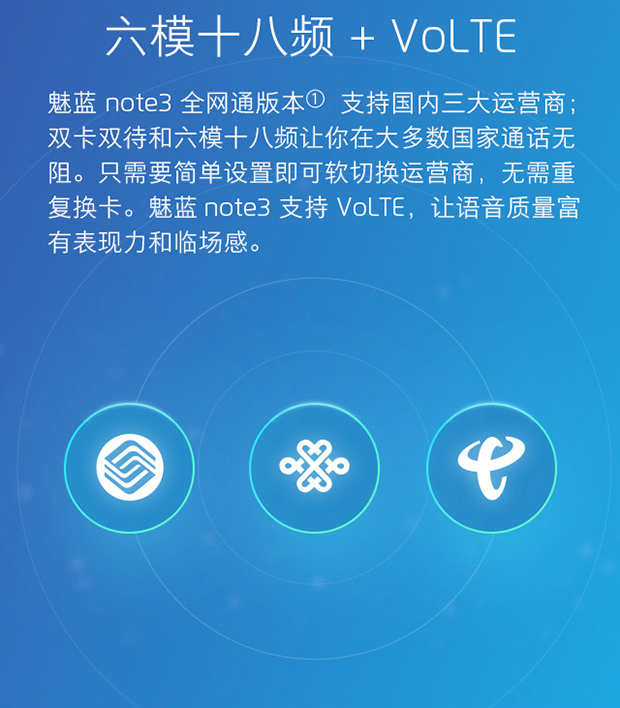 六模十八频 + VoLTE
魅蓝 note3 全网通版本① 支持国内三大运营商；
双卡双待和六模十八频让你在大多数国家通话无
阻。只需要简单设置即可软切换运营商，无需重
复换卡。魅蓝 note3 支持 VoLTE，让语音质量富
有表现力和临场感。